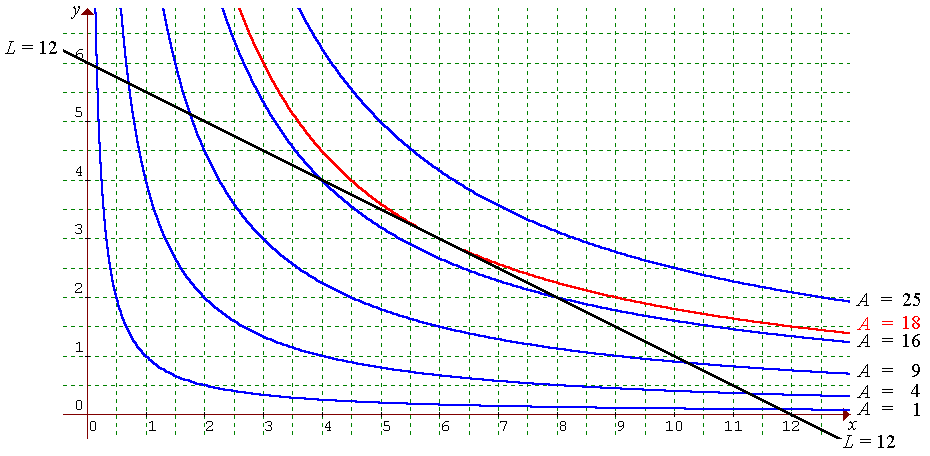 y
L = 12
6
5
4
3
2
1
0
0 1 2 3 4 5 6 7 8 9 10 11 12 x
A = 25
A = 18
A = 16
A = 9
A = 4
A = 1
L = 12